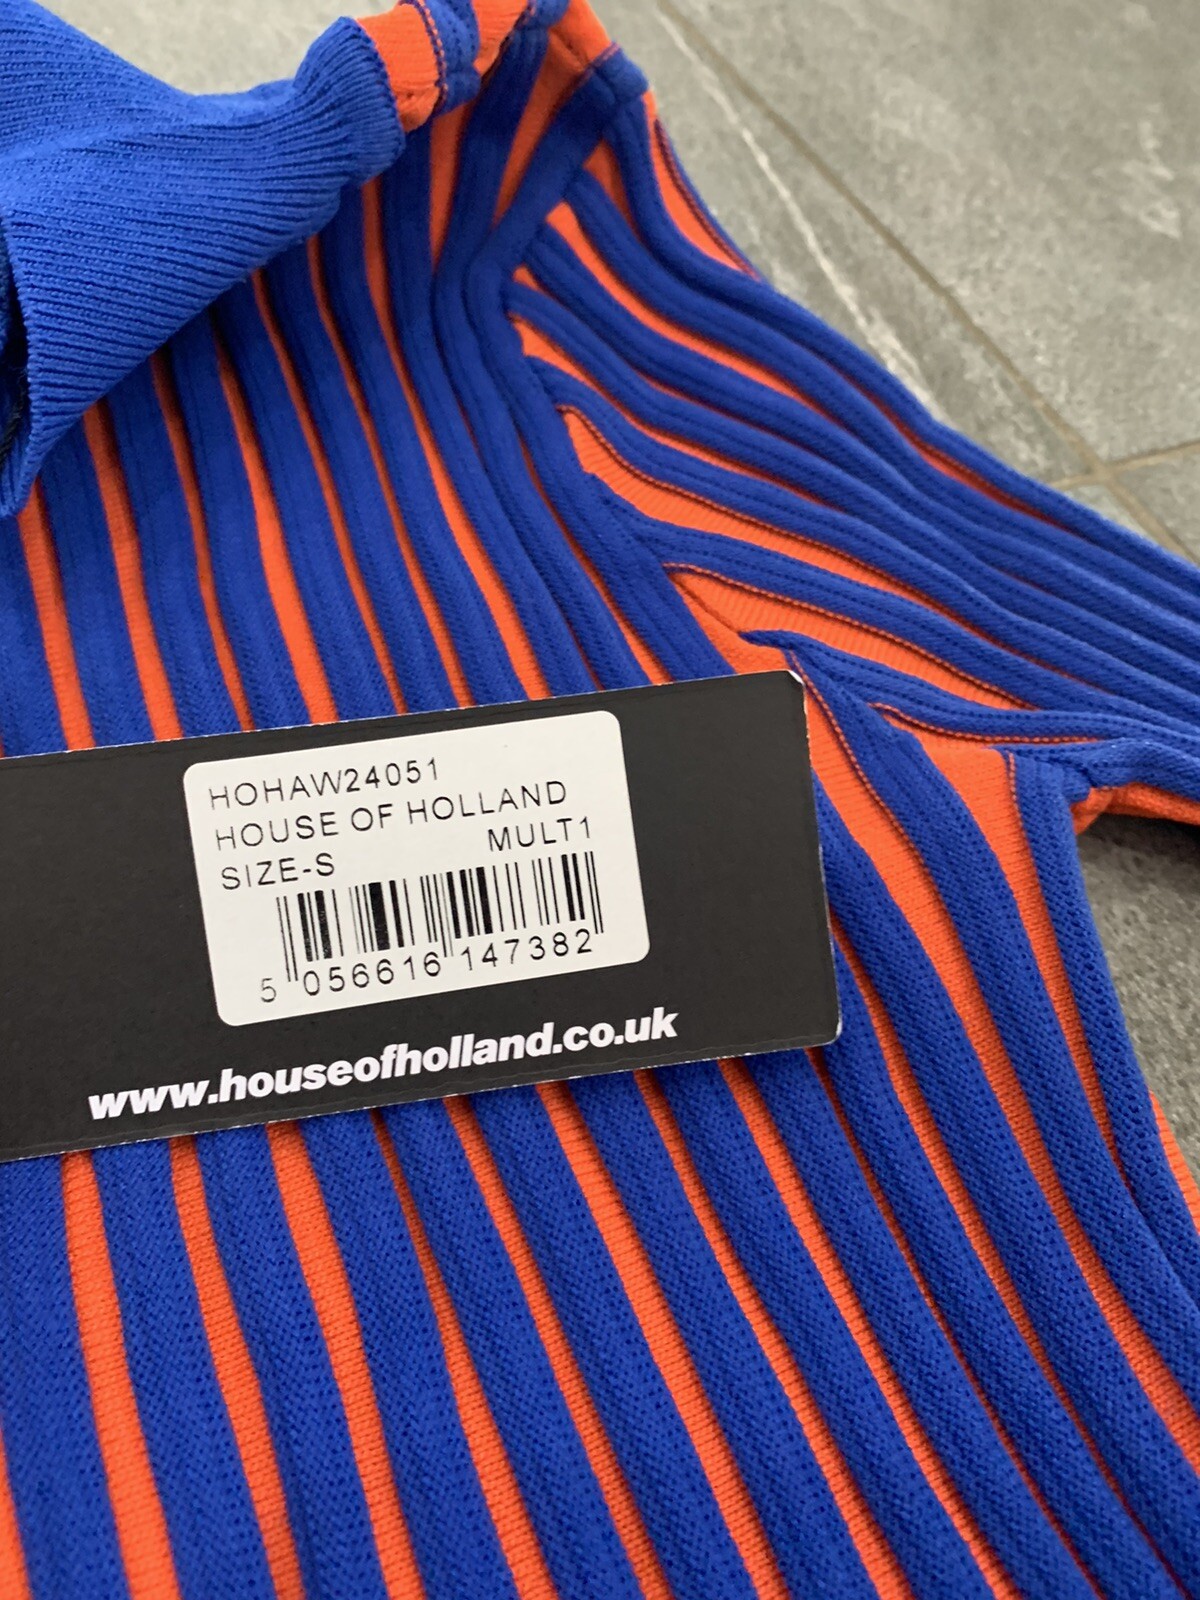 HOHAW24051
HOUSE OF HOLLAND
MULT1
SIZE-S
5 056616 147382
www.houseofholland.co.uk